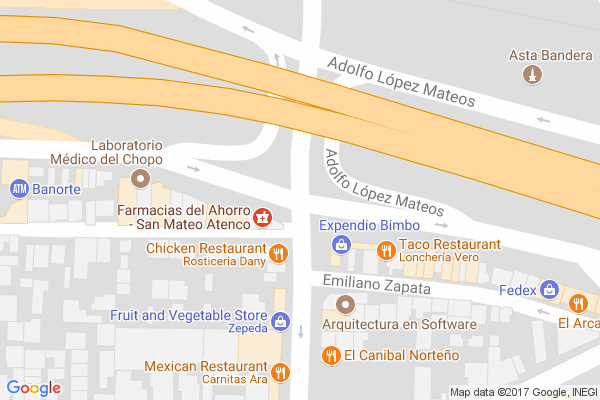 Adolfo López Mateos
Asta Bandera
Laboratorio
Médico del Chopo
ATM
Banorte
Adolfo López Mateos
Farmacias del Ahorro
- San Mateo Atenco
Expendio Bimbo
Chicken Restaurant
Rosticeria Dany
Taco Restaurant
Lonchería Vero
Emiliano Zapata
Fedex
Fruit and Vegetable Store
Zepeda
Arquitectura en Software
El Arca
El Canibal Norteño
Mexican Restaurant
Carnitas Ara
Google
Map data ©2017 Google, INEGI